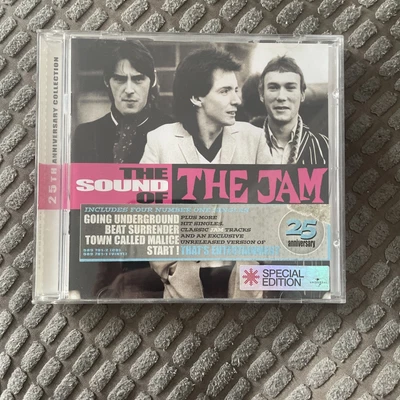 25TH ANNIVERSARY COLLECTION
THE
SOUND
OF
THE JAM
INCLUDES FOUR NUMBER ONE
GOING UNDERGROUND
BEAT SURRENDER
TOWN CALLED MALICE
START!
PLUS MORE
HIT SINGLES,
CLASSIC JAM TRACKS
AND AN EXCLUSIVE
UNRELEASED VERSION OF
THAT'S ENTERTAINMENT
25
anniversary
SPECIAL
EDITION